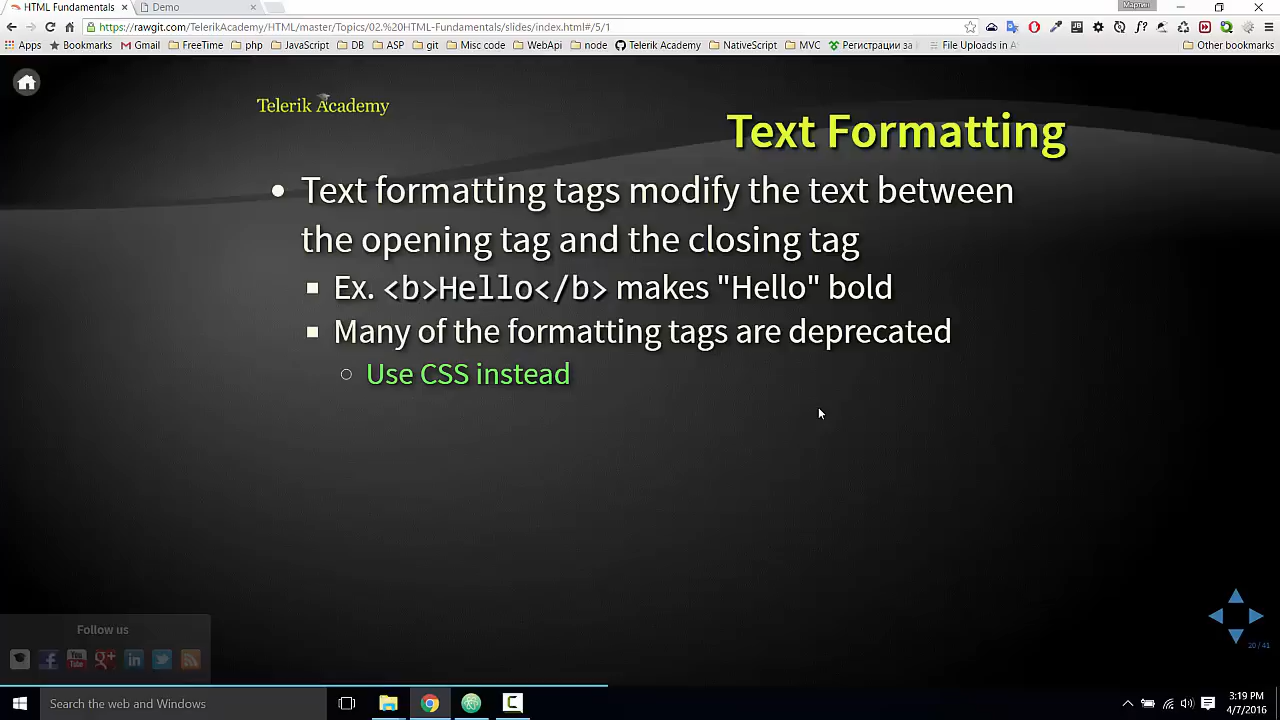 HTML Fundamentals
Demo
Мартин
https://rawgit.com/TelerikAcademy/HTML/master/Topics/02.%20HTML-Fundamentals/slides/index.html#/5/1
Apps
Bookmarks
Gmail
FreeTime
php
JavaScript
DB
ASP
git
Misc code
WebApi
node
Telerik Academy
NativeScript
MVC
Регистрации за
File Uploads in A
Other bookmarks
Telerik Academy
Text Formatting
Text formatting tags modify the text between
the opening tag and the closing tag
Ex. <b>Hello</b> makes "Hello" bold
Many of the formatting tags are deprecated
Use CSS instead
Follow us
20/41
Search the web and Windows
3:19 PM
4/7/2016